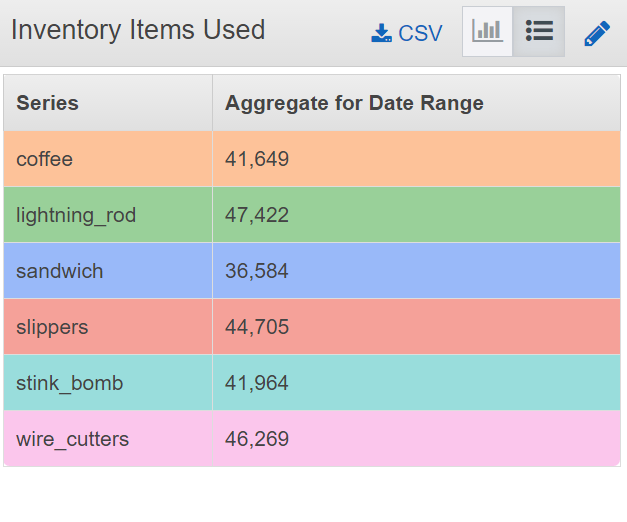 Inventory Items Used CSV
Series Aggregate for Date Range
coffee 41,649
lightning_rod 47,422
sandwich 36,584
slippers 44,705
stink_bomb 41,964
wire_cutters 46,269